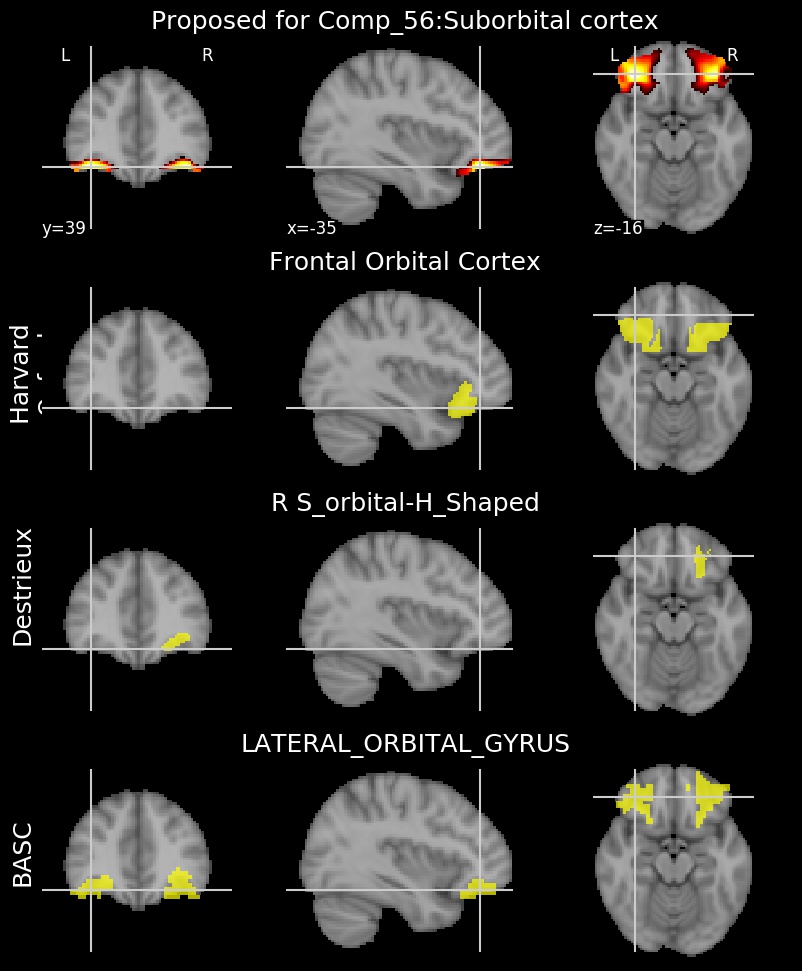 Proposed for Comp_56:Suborbital cortex
L R L R
y=39 x=-35 z=-16
Frontal Orbital Cortex
Harvard
R S_orbital-H_Shaped
Destrieux
LATERAL_ORBITAL_GYRUS
BASC